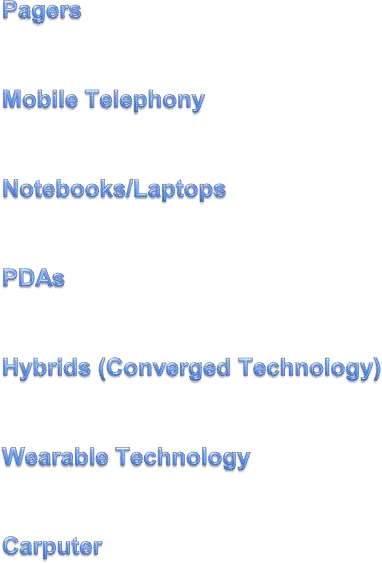 Pagers
Mobile Telephony
Notebooks/Laptops
PDAs
Hybrids (Converged Technology)
Wearable Technology
Carputer